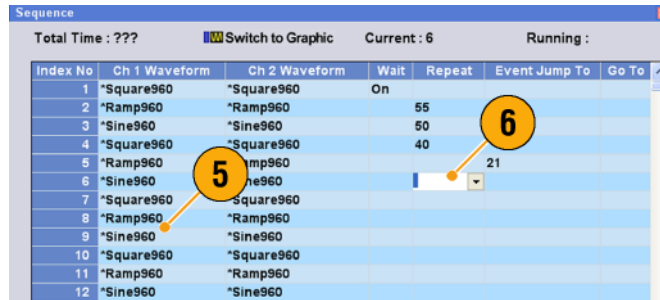 Sequence
Total Time : ??? Switch to Graphic Current : 6 Running :
Index No Ch 1 Waveform Ch 2 Waveform Wait Repeat Event Jump To Go To
1 *Square960 *Square960 On
2 *Ramp960 *Ramp960 55
3 *Sine960 *Sine960 50
4 *Square960 *Square960 40
5 *Ramp960 mp960 21
6 *Sine960 ne960
7 *Square960 *Square960
8 *Ramp960 *Ramp960
9 *Sine960 *Sine960
10 *Square960 *Square960
11 *Ramp960 *Ramp960
12 *Sine960 *Sine960
5
6